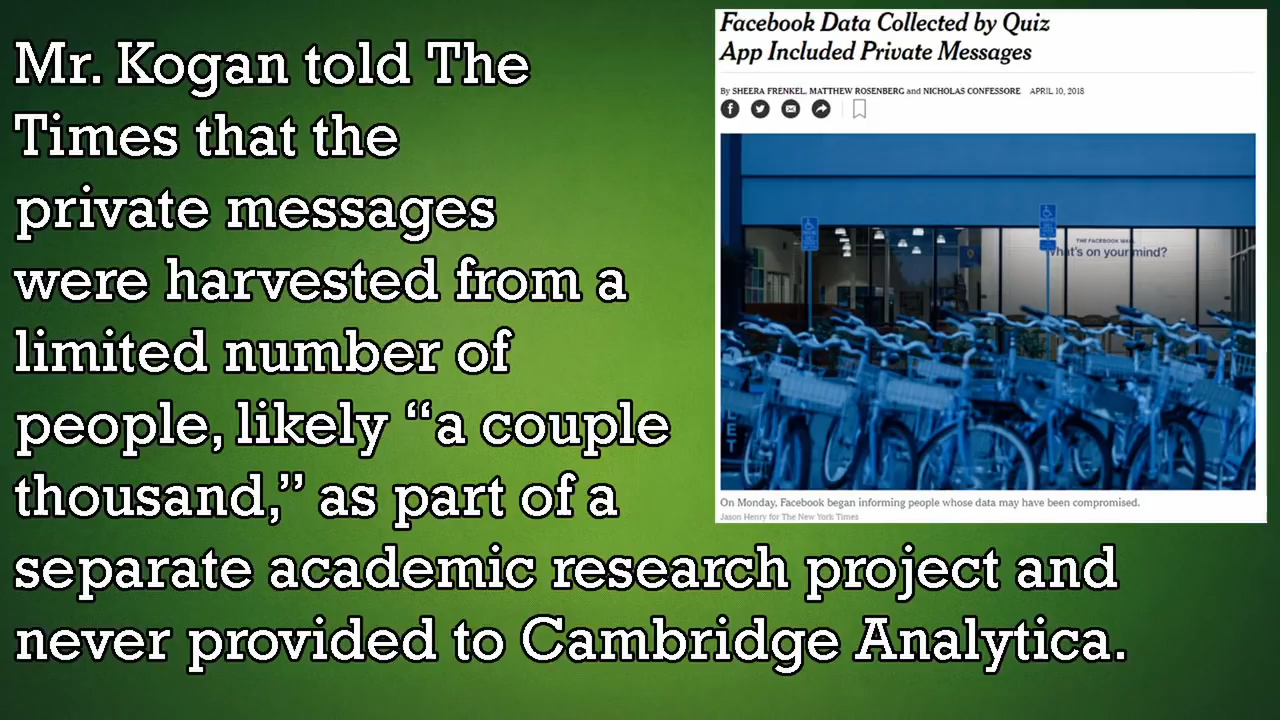 Mr. Kogan told The
Times that the
private messages
were harvested from a
limited number of
people, likely “a couple
thousand,” as part of a
separate academic research project and
never provided to Cambridge Analytica.
Facebook Data Collected by Quiz
App Included Private Messages
By SHEERA FRENKEL, MATTHEW ROSENBERG and NICHOLAS CONFESSORE APRIL 10, 2018
THE FACEBOOK
What's on your mind?
On Monday, Facebook began informing people whose data may have been compromised.
Jason Henry for The New York Times